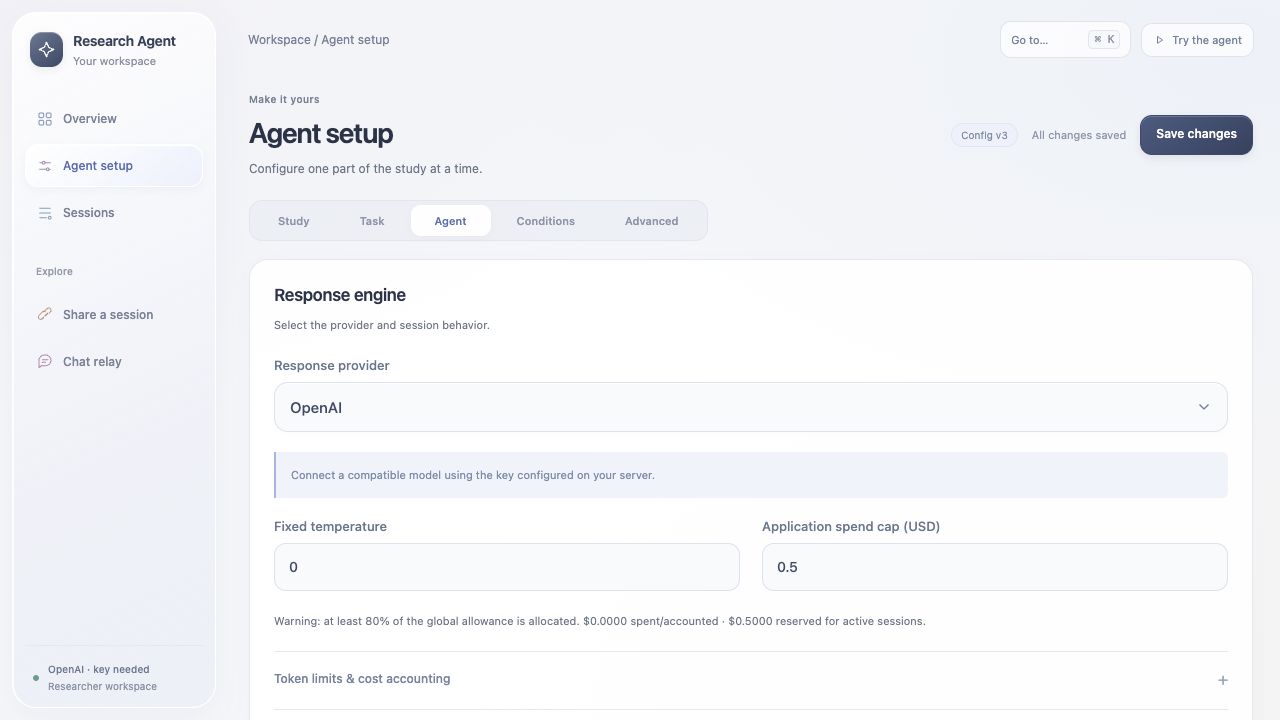 Research Agent
Your workspace
Overview
Agent setup
Sessions
Explore
Share a session
Chat relay
OpenAI · key needed
Researcher workspace
Workspace / Agent setup
Go to...
⌘ K
Try the agent
Make it yours
Agent setup
Configure one part of the study at a time.
Config v3
All changes saved
Save changes
Study
Task
Agent
Conditions
Advanced
Response engine
Select the provider and session behavior.
Response provider
OpenAI
Connect a compatible model using the key configured on your server.
Fixed temperature
0
Application spend cap (USD)
0.5
Warning: at least 80% of the global allowance is allocated. $0.0000 spent/accounted · $0.5000 reserved for active sessions.
Token limits & cost accounting
+